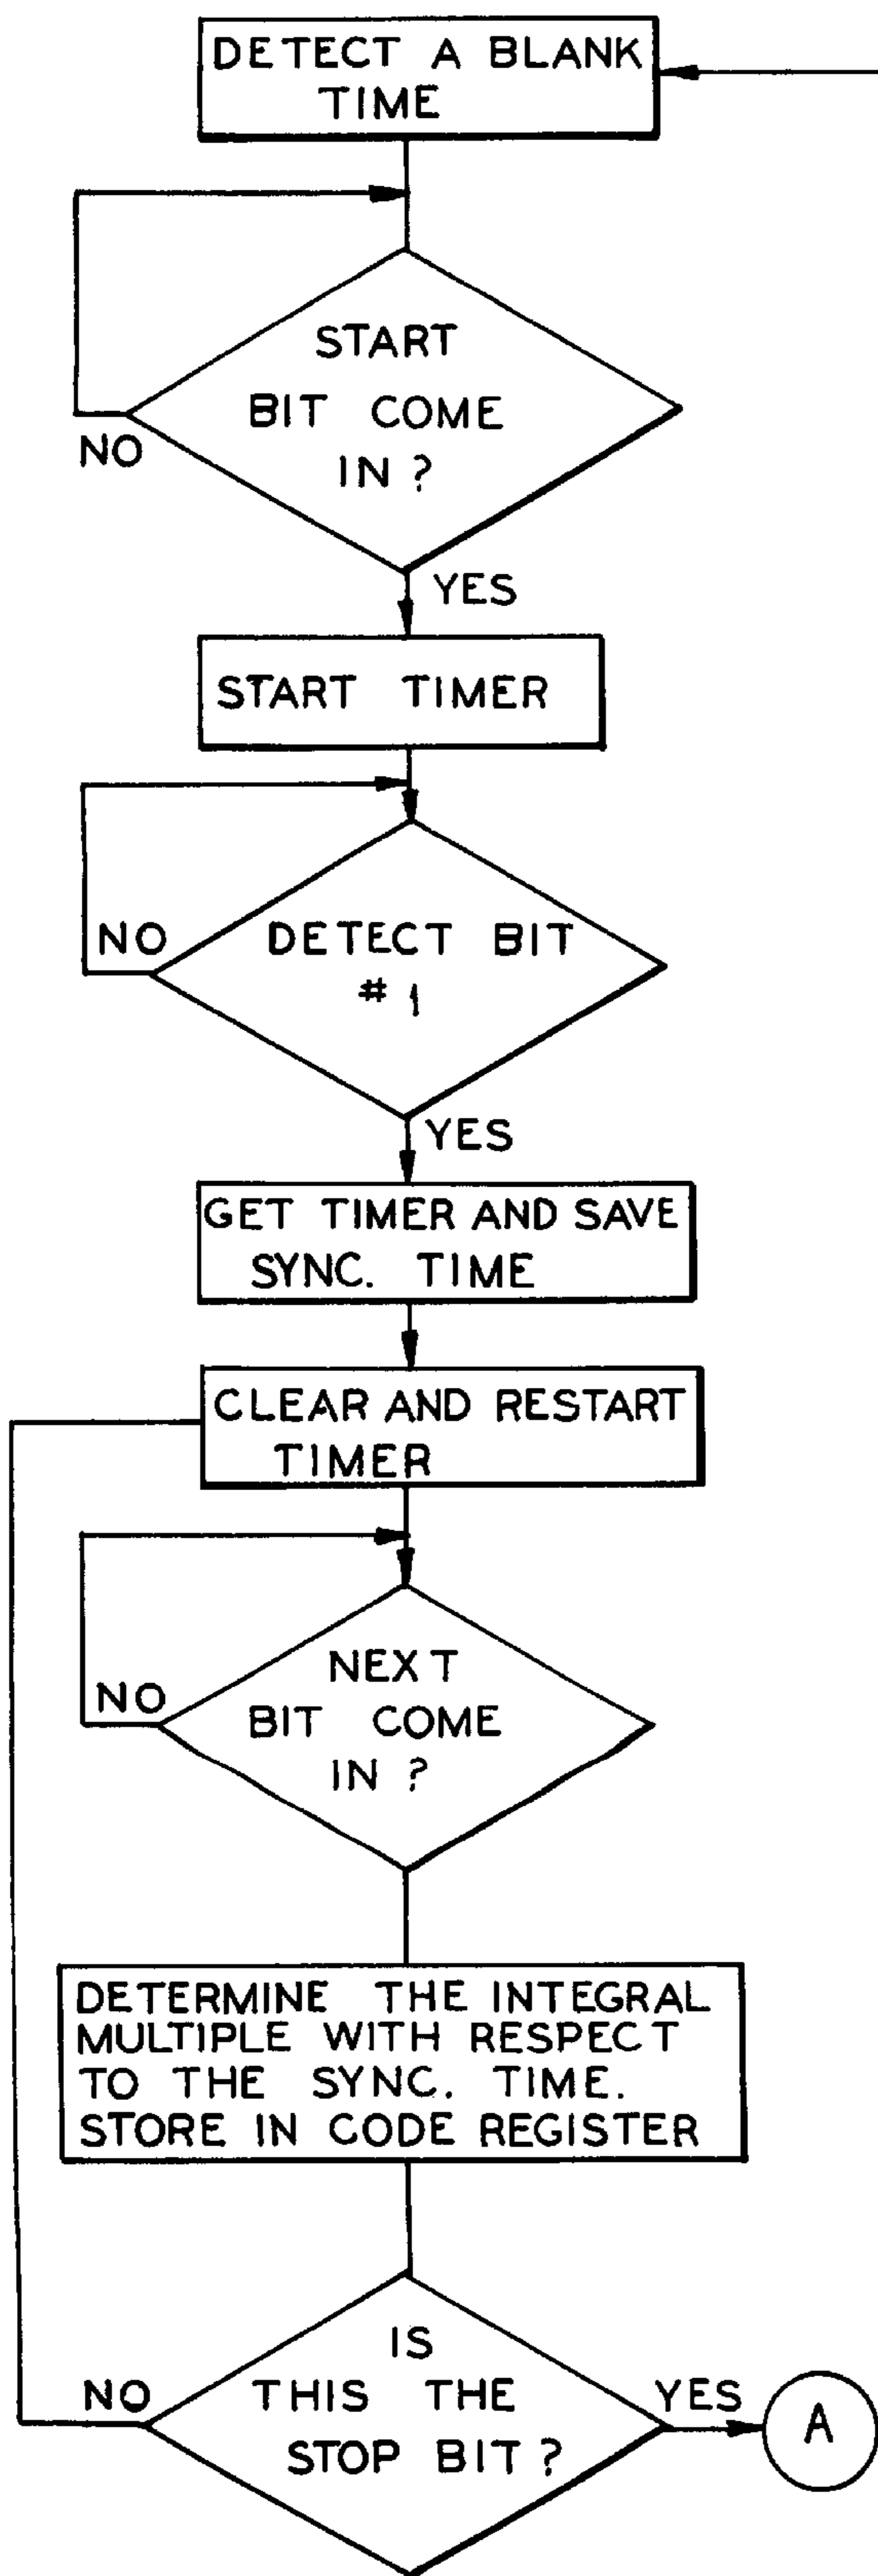 DETECT A BLANK
TIME
START
BIT COME
IN ?
NO
YES
START TIMER
NO
DETECT BIT
# 1
YES
GET TIMER AND SAVE
SYNC. TIME
CLEAR AND RESTART
TIMER
NEXT
BIT COME
IN ?
NO
DETERMINE THE INTEGRAL
MULTIPLE WITH RESPECT
TO THE SYNC. TIME.
STORE IN CODE REGISTER
IS
THIS THE
STOP BIT ?
NO
YES
A